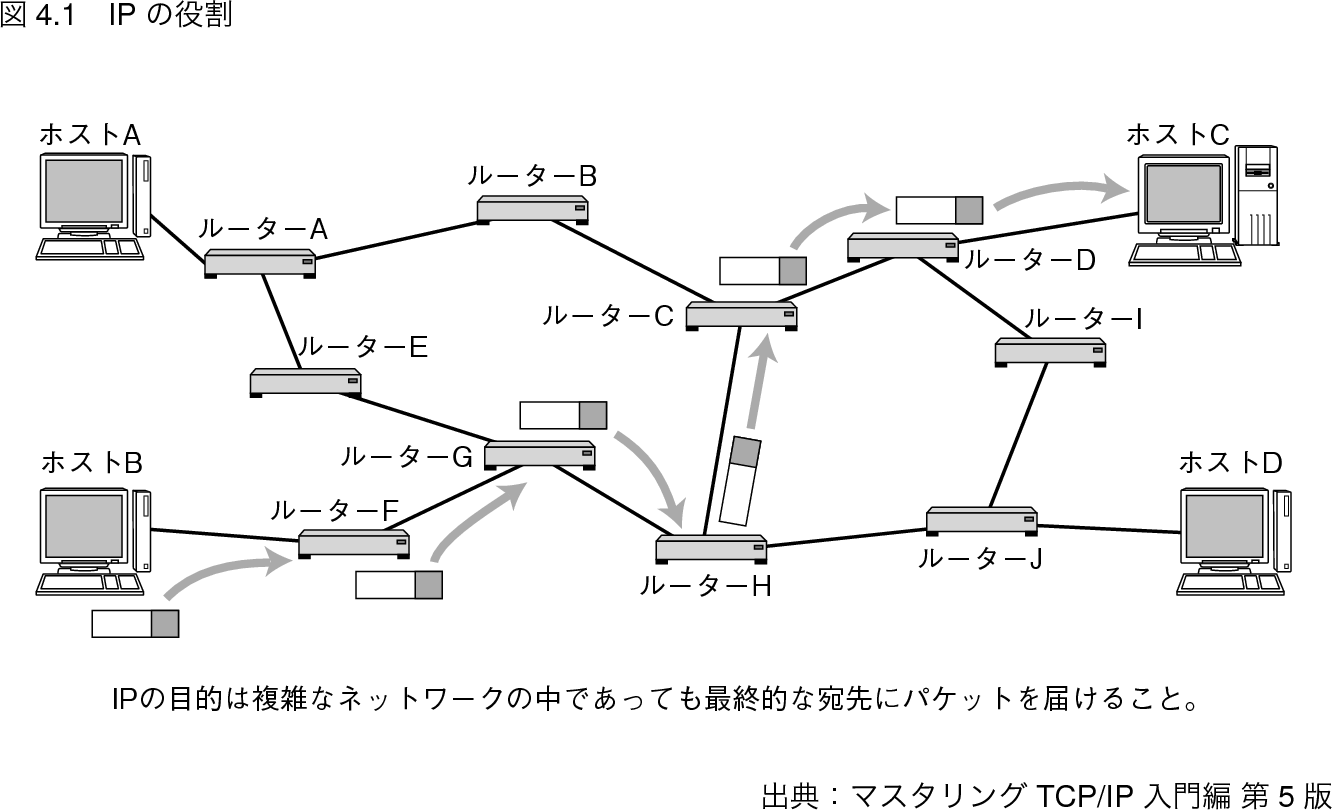 図 4.1　IP の役割
ホストA
ホストC
ルーターB
ルーターA
ルーターD
ルーターC
ルーターI
ルーターE
ルーターG
ホストB
ホストD
ルーターF
ルーターJ
ルーターH
IPの目的は複雑なネットワークの中であっても最終的な宛先にパケットを届けること。
出典：マスタリング TCP/IP 入門編 第 5 版